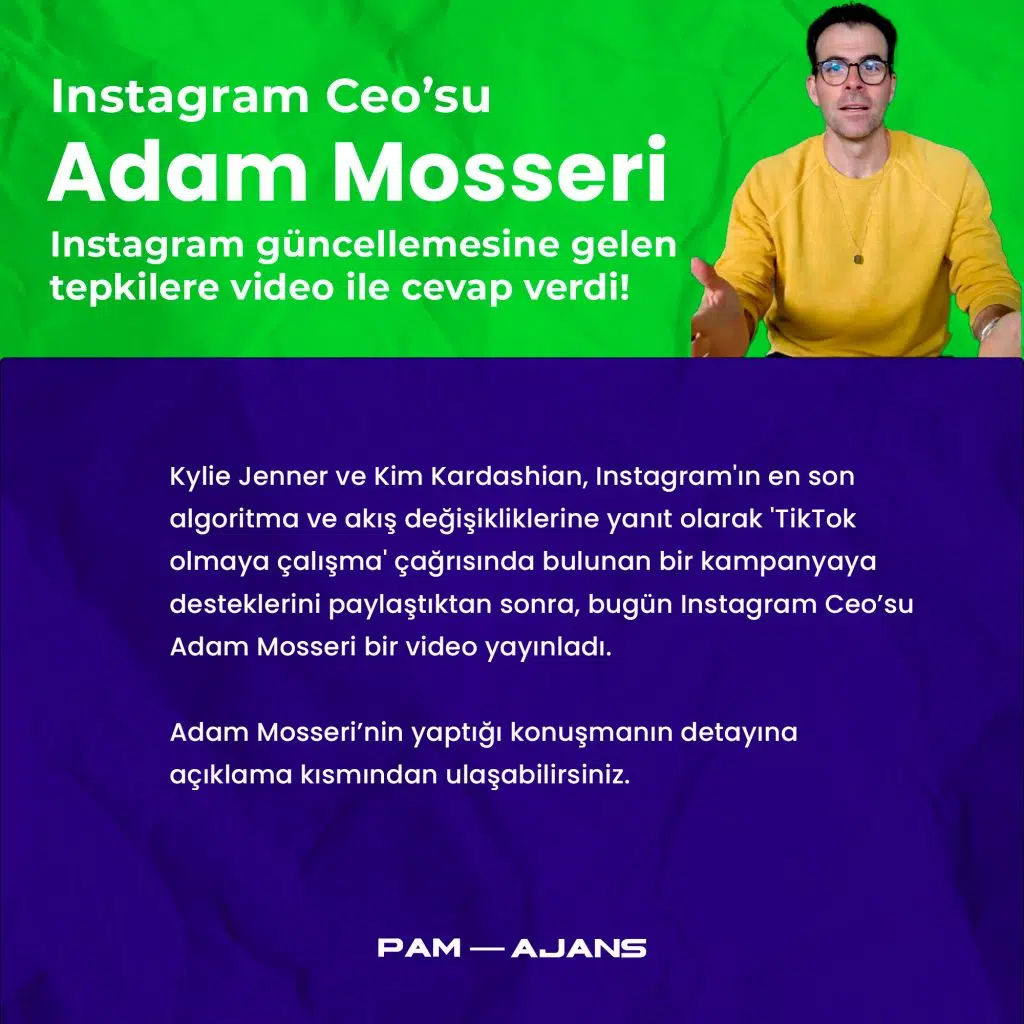 Instagram Ceo’su
Adam Mosseri
Instagram güncellemesine gelen
tepkilere video ile cevap verdi!
Kylie Jenner ve Kim Kardashian, Instagram'ın en son
algoritma ve akış değişikliklerine yanıt olarak 'TikTok
olmaya çalışma' çağrısında bulunan bir kampanyaya
desteklerini paylaştıktan sonra, bugün Instagram Ceo’su
Adam Mosseri bir video yayınladı.
Adam Mosseri’nin yaptığı konuşmanın detayına
açıklama kısmından ulaşabilirsiniz.
PAM — AJANS